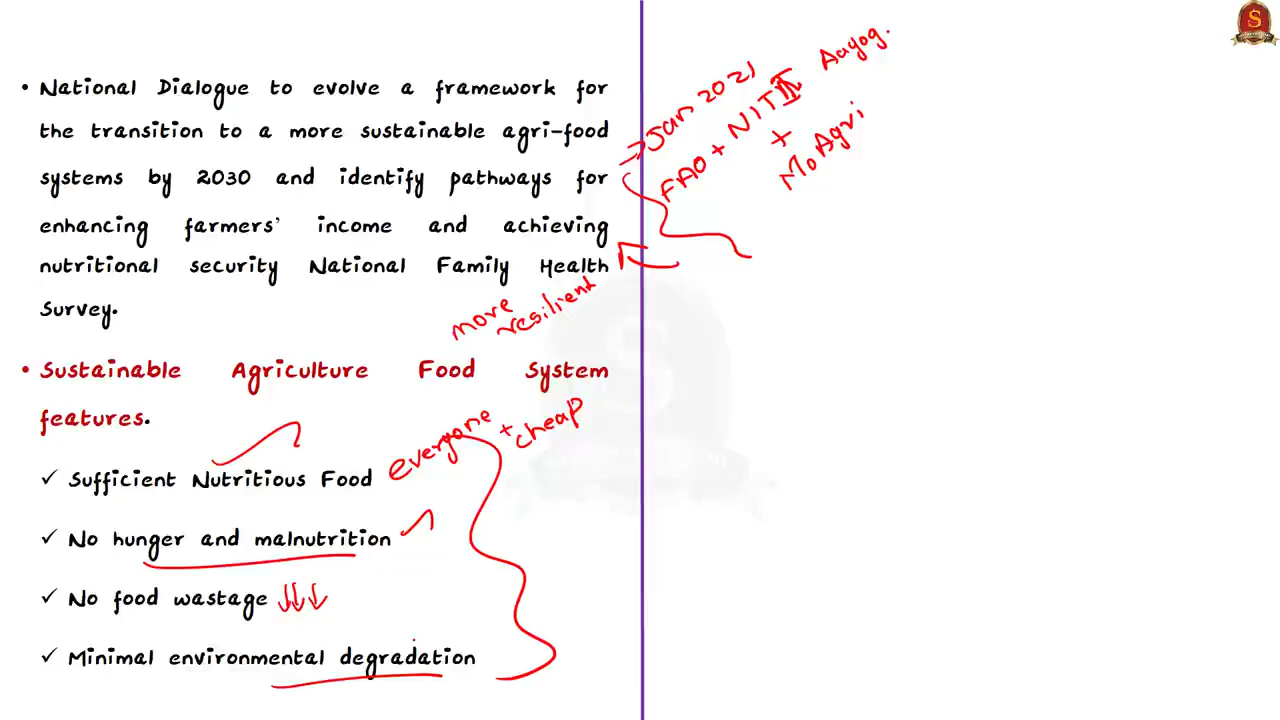 • National Dialogue to evolve a framework for
the transition to a more sustainable agri-food
systems by 2030 and identify pathways for
enhancing farmers' income and achieving
nutritional security National Family Health
Survey.
more
resilient
• Sustainable Agriculture Food System
features.
everyone + cheap
✓ Sufficient Nutritious Food
✓ No hunger and malnutrition
✓ No food wastage ↓↓↓
✓ Minimal environmental degradation
→ Jan 2021
FAO + NITI Aayog.
+
MoAgri
S